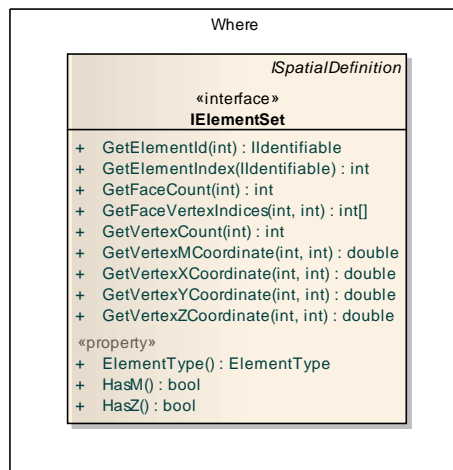 Where
ISpatialDefinition
«interface»
IElementSet
+ GetElementId(int) : IIdentifiable
+ GetElementIndex(IIdentifiable) : int
+ GetFaceCount(int) : int
+ GetFaceVertexIndices(int, int) : int[]
+ GetVertexCount(int) : int
+ GetVertexMCoordinate(int, int) : double
+ GetVertexXCoordinate(int, int) : double
+ GetVertexYCoordinate(int, int) : double
+ GetVertexZCoordinate(int, int) : double
«property»
+ ElementType() : ElementType
+ HasM() : bool
+ HasZ() : bool